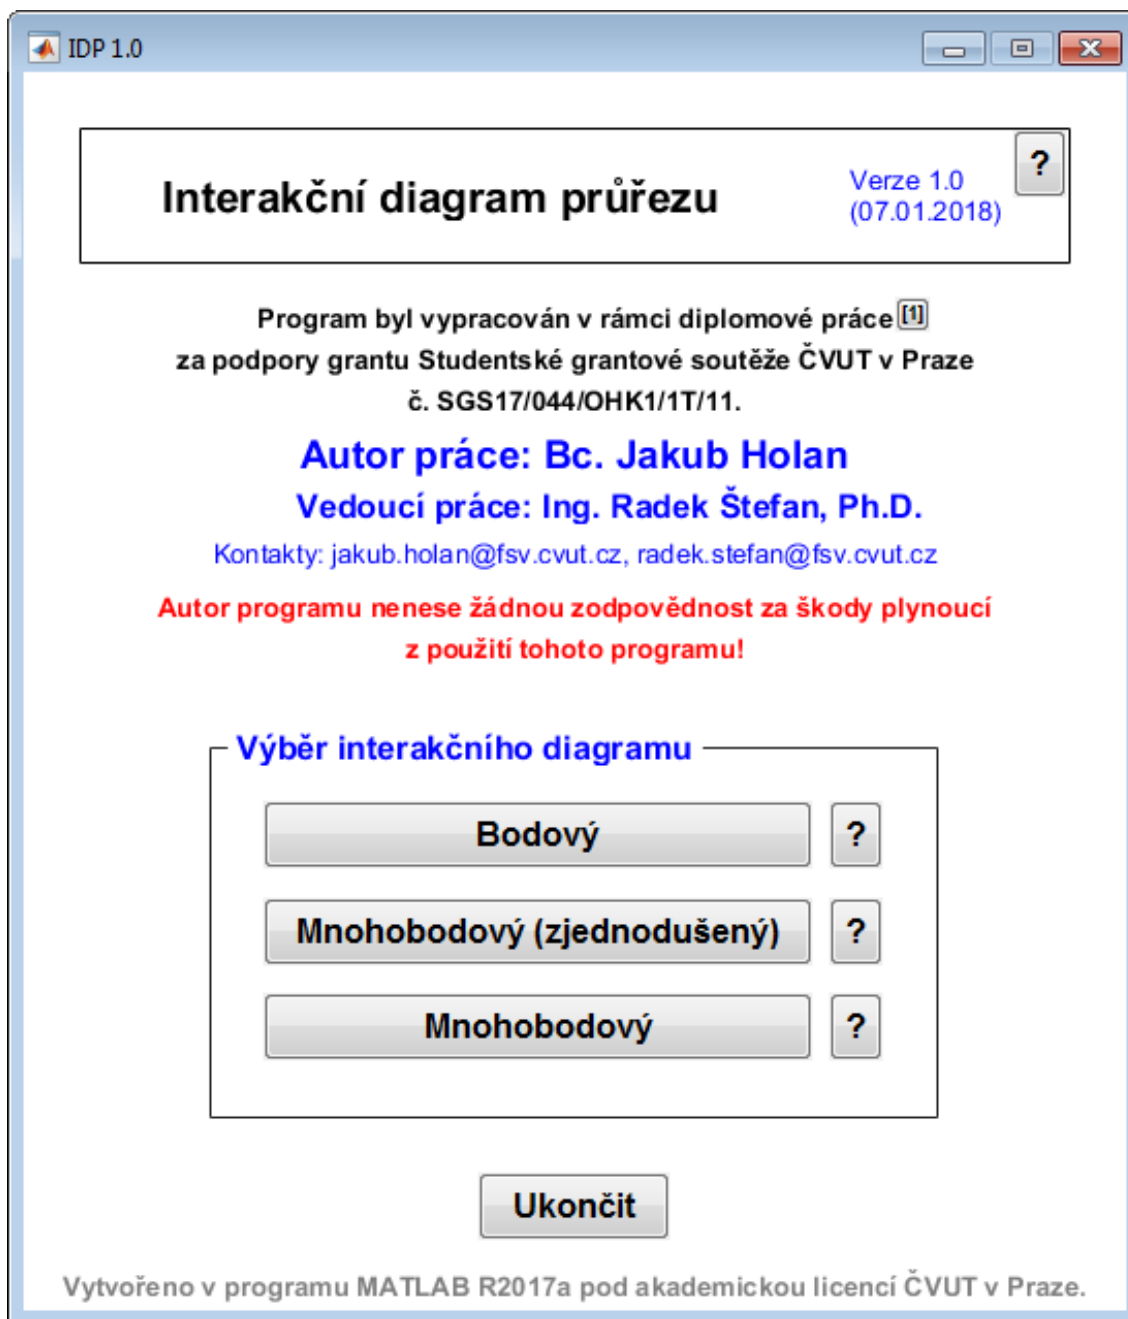 IDP 1.0
?
Interakční diagram průřezu
Verze 1.0
(07.01.2018)
Program byl vypracován v rámci diplomové práce [1]
za podpory grantu Studentské grantové soutěže ČVUT v Praze
č. SGS17/044/OHK1/1T/11.
Autor práce: Bc. Jakub Holan
Vedoucí práce: Ing. Radek Štefan, Ph.D.
Kontakty: jakub.holan@fsv.cvut.cz, radek.stefan@fsv.cvut.cz
Autor programu nenese žádnou zodpovědnost za škody plynoucí
z použití tohoto programu!
Výběr interakčního diagramu
Bodový ?
Mnohobodový (zjednodušený) ?
Mnohobodový ?
Ukončit
Vytvořeno v programu MATLAB R2017a pod akademickou licencí ČVUT v Praze.